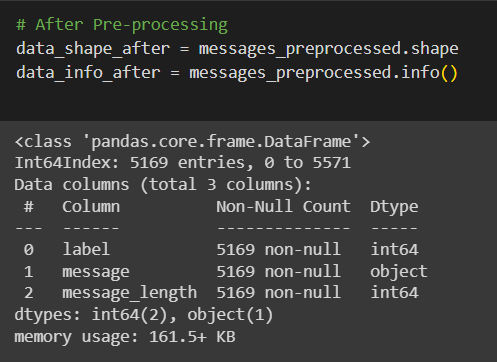 # After Pre-processing
data_shape_after = messages_preprocessed.shape
data_info_after = messages_preprocessed.info()
<class 'pandas.core.frame.DataFrame'>
Int64Index: 5169 entries, 0 to 5571
Data columns (total 3 columns):
 #   Column          Non-Null Count  Dtype
---  ------          --------------  -----
 0   label           5169 non-null   int64
 1   message         5169 non-null   object
 2   message_length  5169 non-null   int64
dtypes: int64(2), object(1)
memory usage: 161.5+ KB